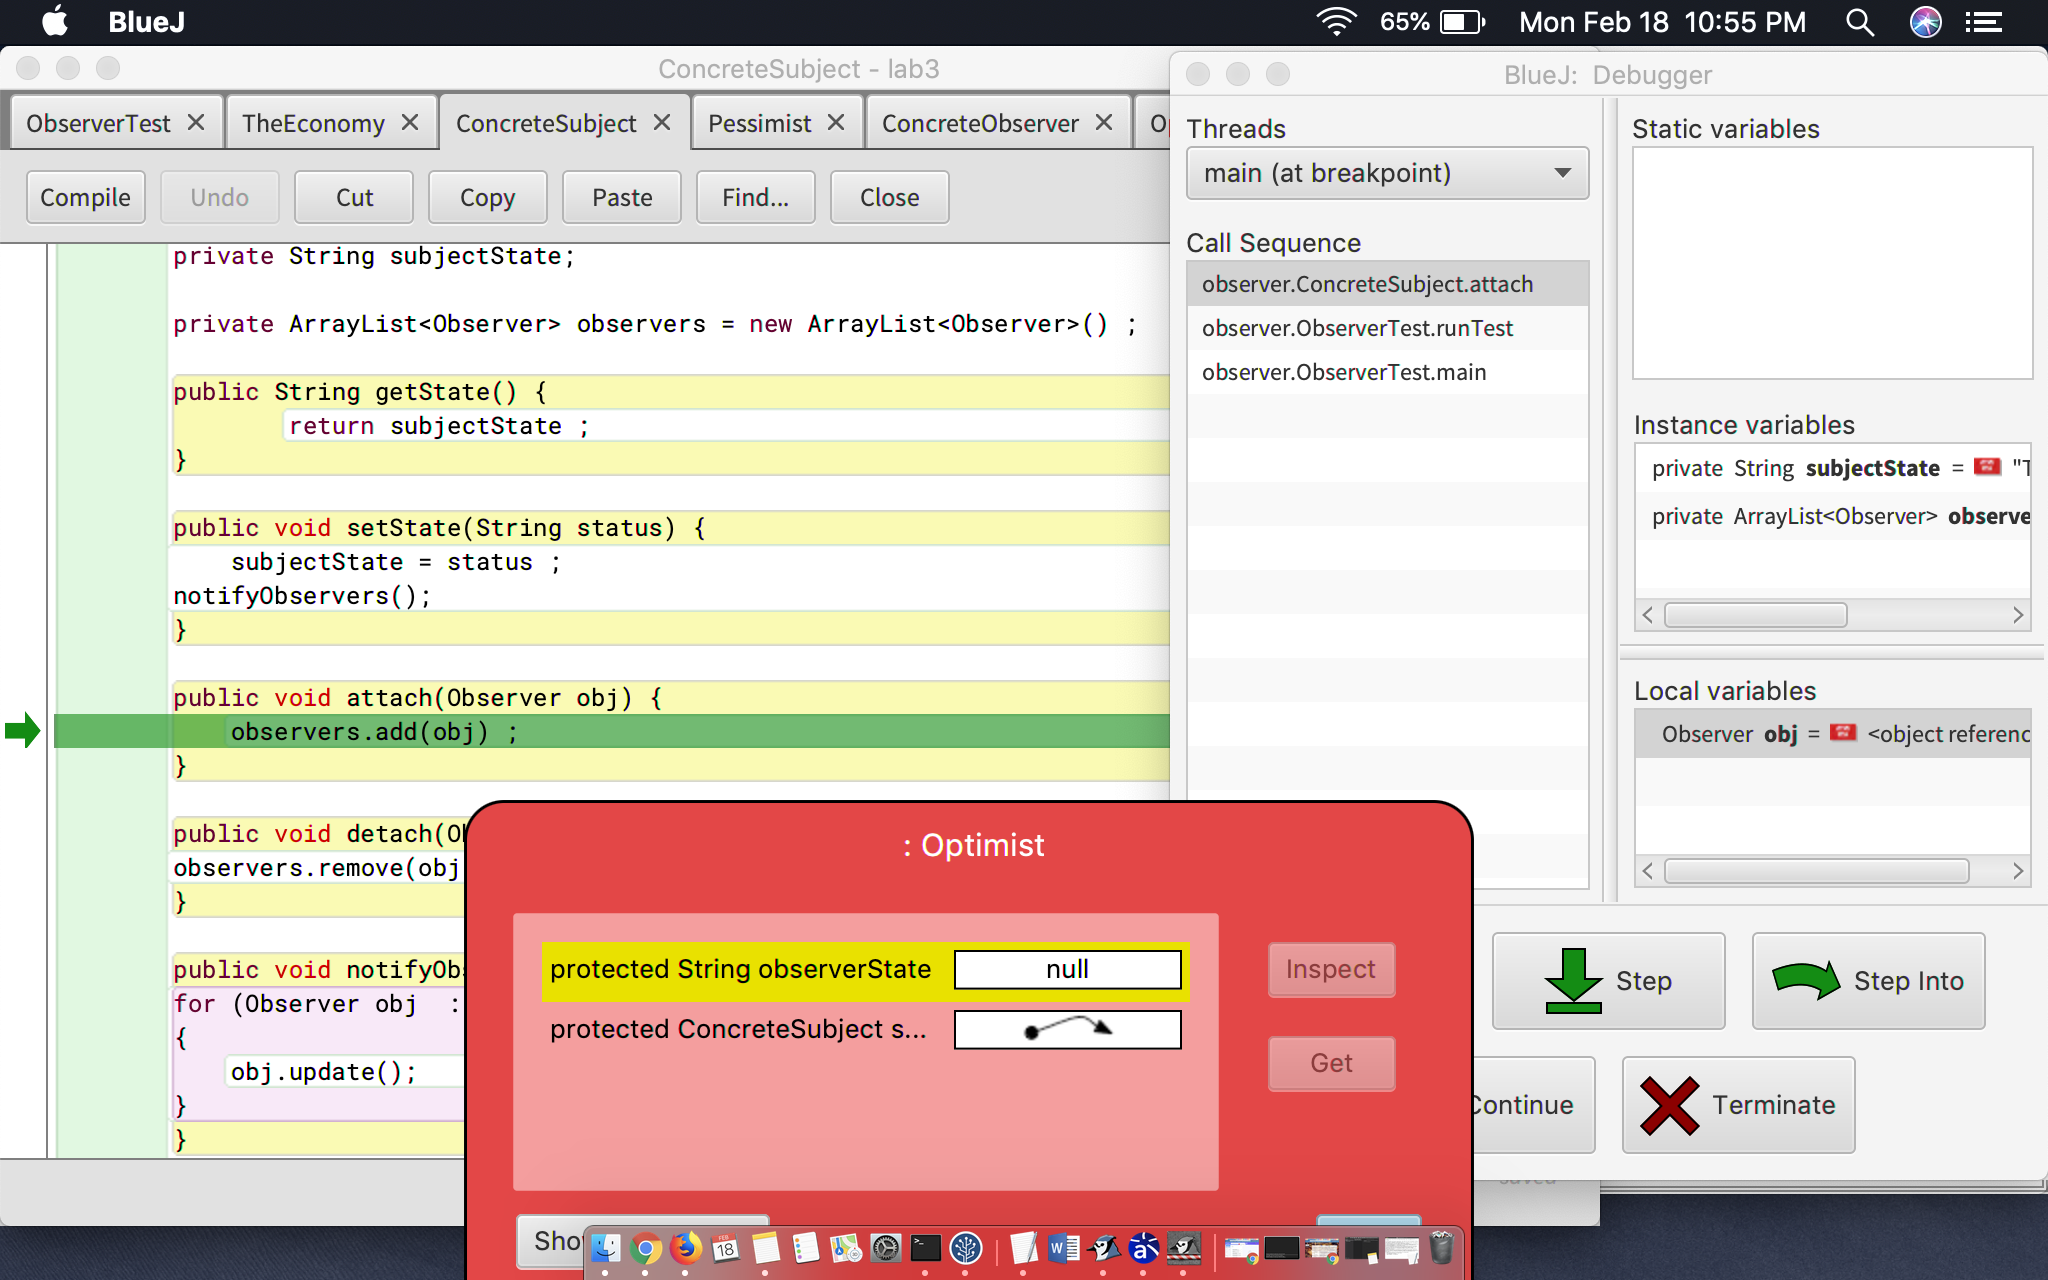 BlueJ
65%
Mon Feb 18 10:55 PM
ConcreteSubject - lab3
ObserverTest
TheEconomy
ConcreteSubject
Pessimist
ConcreteObserver
Compile
Undo
Cut
Copy
Paste
Find...
Close
private String subjectState;
private ArrayList<Observer> observers = new ArrayList<Observer>() ;
public String getState() {
return subjectState ;
}
public void setState(String status) {
subjectState = status ;
notifyObservers();
}
public void attach(Observer obj) {
observers.add(obj) ;
}
public void detach(Ob
observers.remove(obj
}
public void notifyObs
for (Observer obj :
{
obj.update();
}
}
BlueJ: Debugger
Threads
main (at breakpoint)
Call Sequence
observer.ConcreteSubject.attach
observer.ObserverTest.runTest
observer.ObserverTest.main
Static variables
Instance variables
private String subjectState = "T
private ArrayList<Observer> observe
Local variables
Observer obj = <object referenc
Step
Step Into
Continue
Terminate
saved
: Optimist
protected String observerState
null
protected ConcreteSubject s...
Inspect
Get
Sho
FEB
18